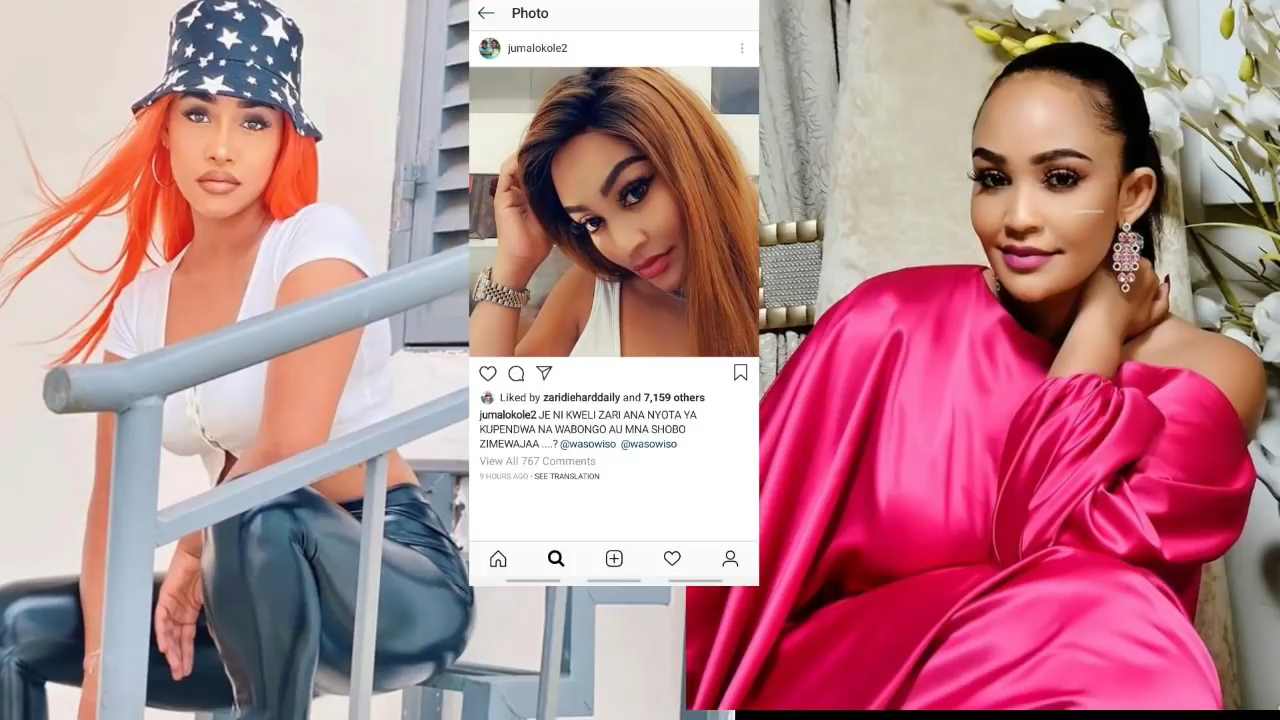 Photo
jumalokole2
Liked by zaridieharddaily and 7,159 others
jumalokole2 JE NI KWELI ZARI ANA NYOTA YA
KUPENDWA NA WABONGO AU MNA SHOBO
ZIMEWAJAA ....? @wasowiso @wasowiso
View All 767 Comments
9 HOURS AGO • SEE TRANSLATION